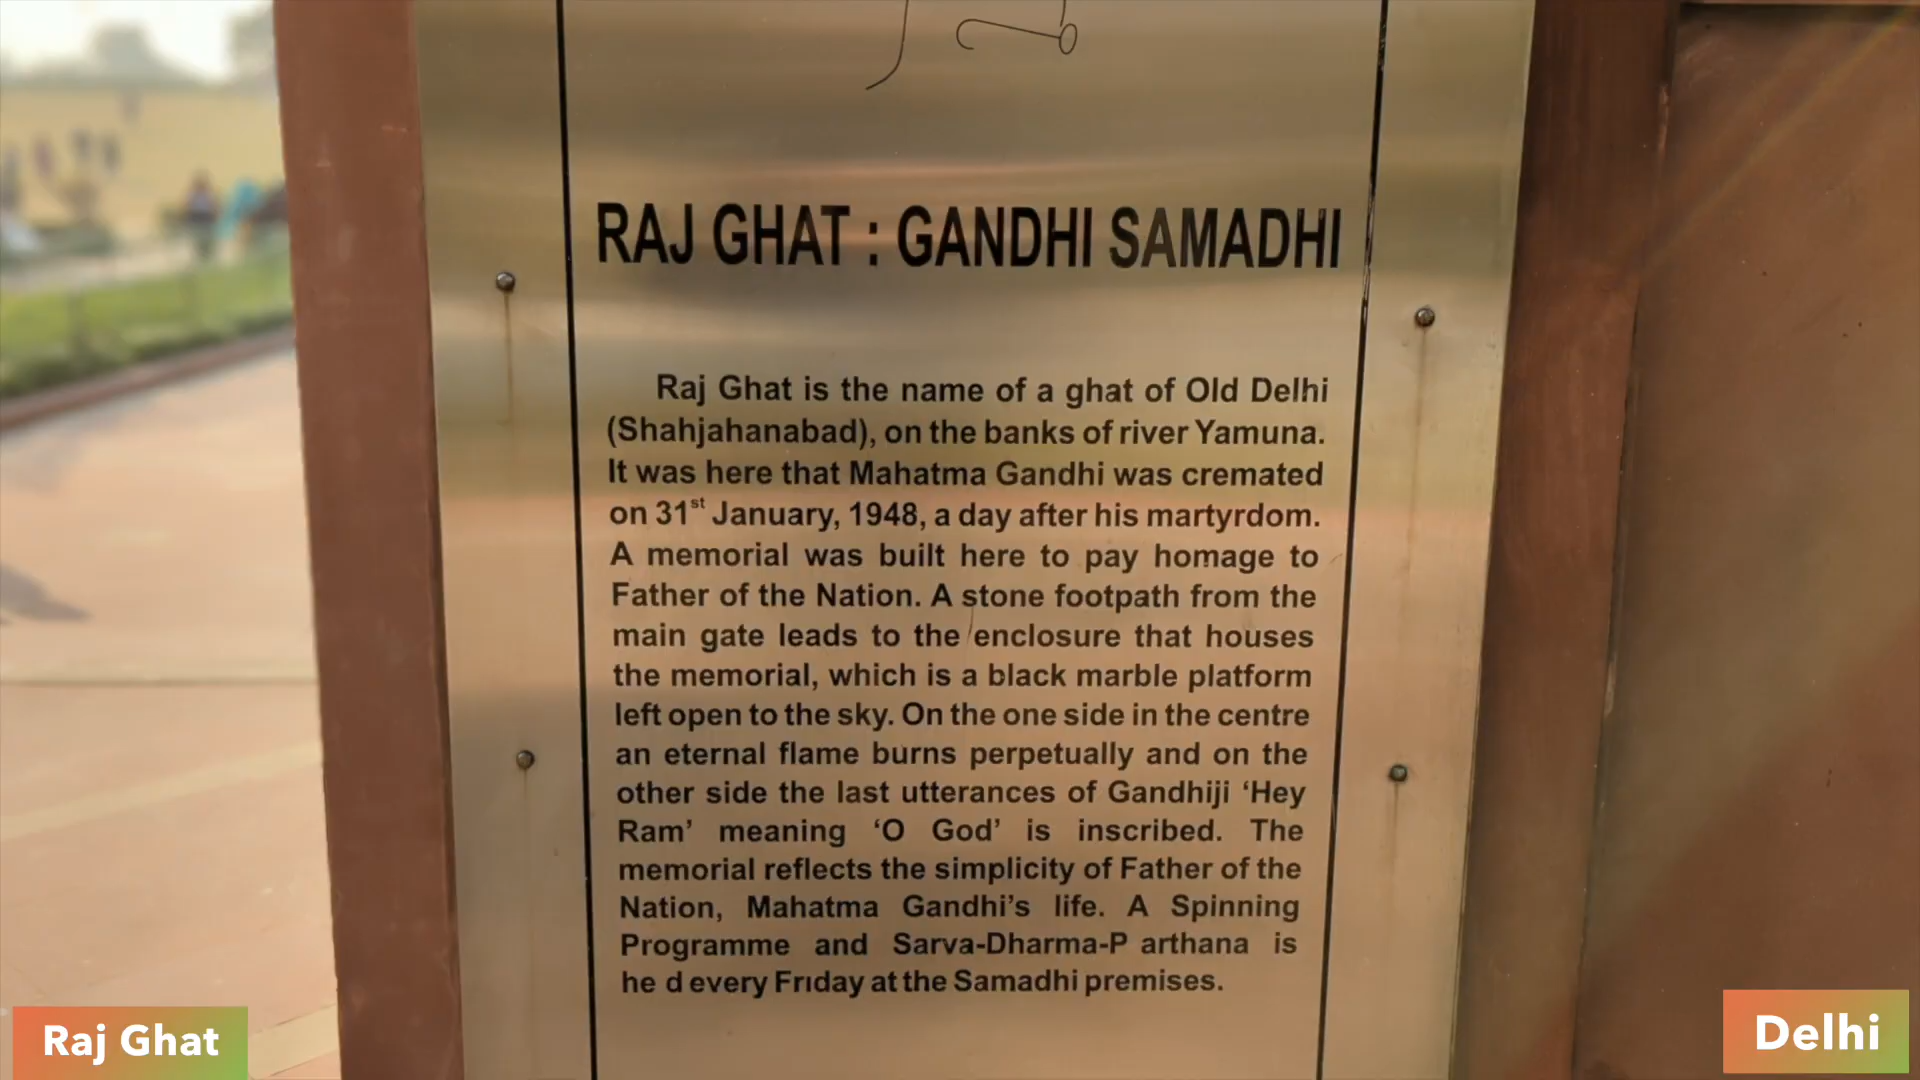 RAJ GHAT : GANDHI SAMADHI
Raj Ghat is the name of a ghat of Old Delhi
(Shahjahanabad), on the banks of river Yamuna.
It was here that Mahatma Gandhi was cremated
on 31st January, 1948, a day after his martyrdom.
A memorial was built here to pay homage to
Father of the Nation. A stone footpath from the
main gate leads to the enclosure that houses
the memorial, which is a black marble platform
left open to the sky. On the one side in the centre
an eternal flame burns perpetually and on the
other side the last utterances of Gandhiji ‘Hey
Ram’ meaning ‘O God’ is inscribed. The
memorial reflects the simplicity of Father of the
Nation, Mahatma Gandhi’s life. A Spinning
Programme and Sarva-Dharma-P arthana is
he d every Frıday at the Samadhi premises.
Raj Ghat
Delhi